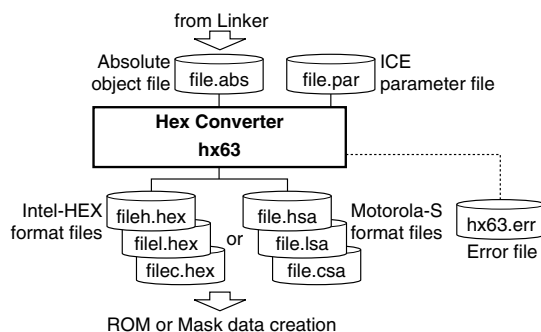 from Linker
Absolute
object file
file.abs
file.par
ICE
parameter file
Hex Converter
hx63
Intel-HEX
format files
fileh.hex
filel.hex
filec.hex
or
file.hsa
file.lsa
file.csa
Motorola-S
format files
hx63.err
Error file
ROM or Mask data creation